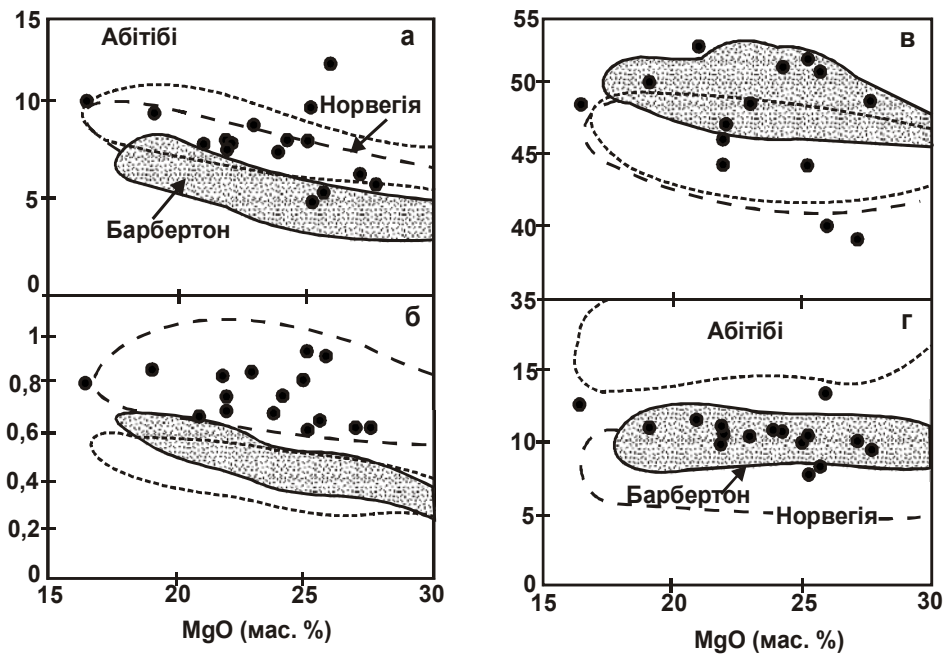 15
Абітібі
а
10
Норвегія
5
Барбертон
0
б
1
0,8
0,6
0,4
0,2
0
15
20
25
30
MgO (мас. %)
55
в
50
45
40
35
Абітібі
г
15
10
Барбертон
Норвегія
5
0
15
20
25
30
MgO (мас. %)